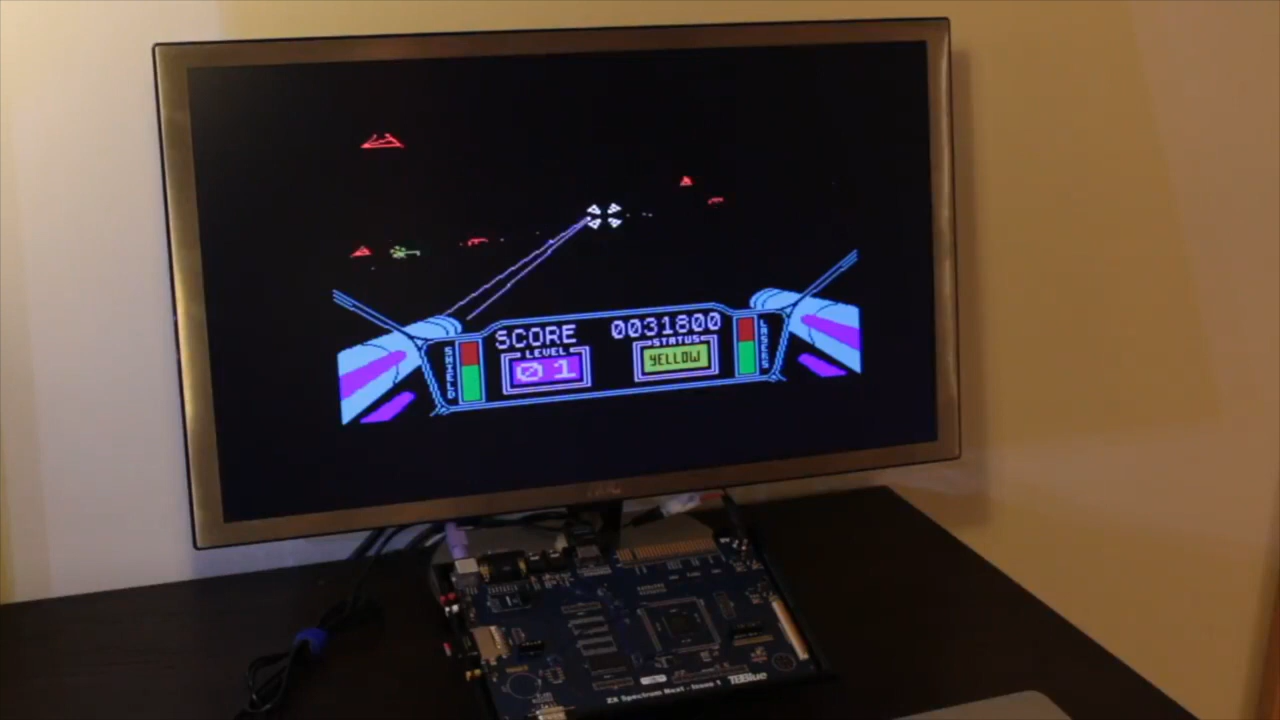 SCORE 0031800
LEVEL
STATUS
01
YELLOW
SHIELD
LASERS
ZX Spectrum Next - Issue 1
TBBlue